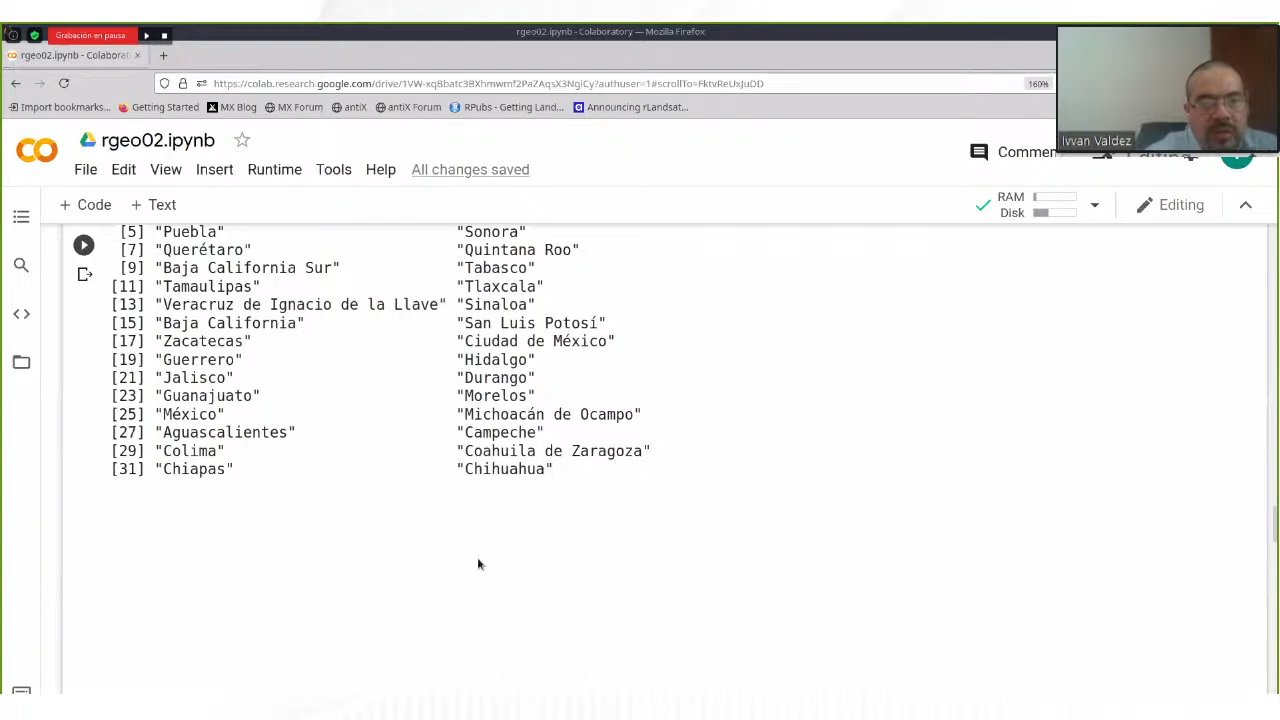 Grabación en pausa
rgeo02.ipynb - Colaboratory — Mozilla Firefox
rgeo02.ipynb - Colaborat
https://colab.research.google.com/drive/1VW-xqBbatc3BXhmwmf2PaZAqsX3NgiCy?authuser=1#scrollTo=FktvReUxJuDD
160%
Import bookmarks... Getting Started MX Blog MX Forum antiX antiX Forum RPubs - Getting Land... Announcing rLandsat...
Ivvan Valdez
rgeo02.ipynb
File Edit View Insert Runtime Tools Help All changes saved
Commen
+ Code + Text
RAM
Disk
Editing
[5] "Puebla" "Sonora"
[7] "Querétaro" "Quintana Roo"
[9] "Baja California Sur" "Tabasco"
[11] "Tamaulipas" "Tlaxcala"
[13] "Veracruz de Ignacio de la Llave" "Sinaloa"
[15] "Baja California" "San Luis Potosí"
[17] "Zacatecas" "Ciudad de México"
[19] "Guerrero" "Hidalgo"
[21] "Jalisco" "Durango"
[23] "Guanajuato" "Morelos"
[25] "México" "Michoacán de Ocampo"
[27] "Aguascalientes" "Campeche"
[29] "Colima" "Coahuila de Zaragoza"
[31] "Chiapas" "Chihuahua"